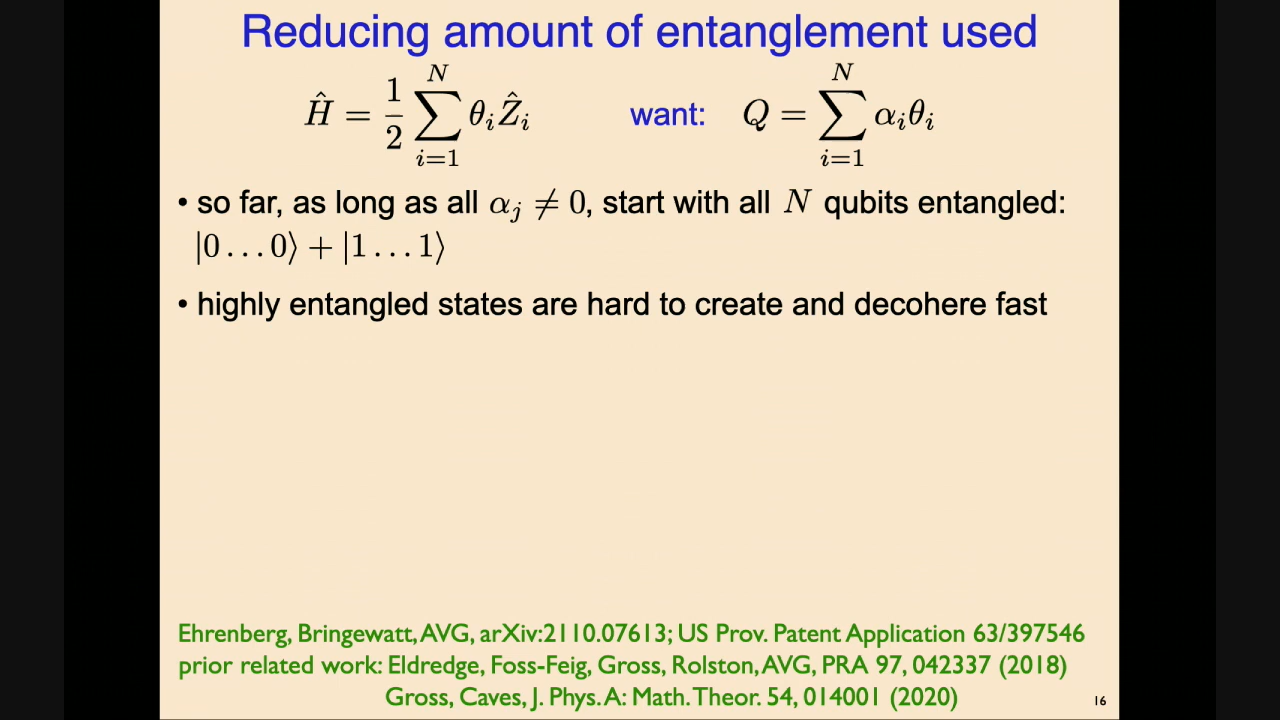 Reducing amount of entanglement used
Ĥ = 1/2 ∑_{i=1}^{N} θ_i Ẑ_i want: Q = ∑_{i=1}^{N} α_i θ_i
• so far, as long as all α_j ≠ 0, start with all N qubits entangled:
|0 . . . 0⟩ + |1 . . . 1⟩
• highly entangled states are hard to create and decohere fast
Ehrenberg, Bringewatt, AVG, arXiv:2110.07613; US Prov. Patent Application 63/397546
prior related work: Eldredge, Foss-Feig, Gross, Rolston, AVG, PRA 97, 042337 (2018)
Gross, Caves, J. Phys. A: Math. Theor. 54, 014001 (2020)
16